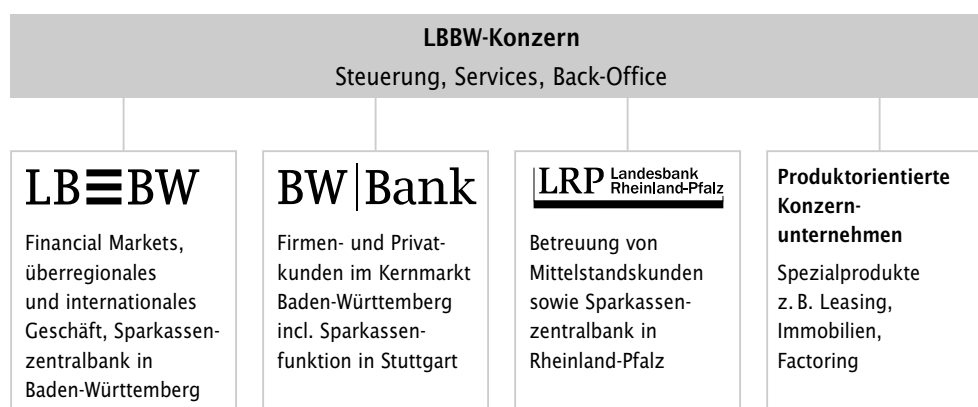 LBBW-Konzern
Steuerung, Services, Back-Office
LB≡BW
Financial Markets,
überregionales
und internationales
Geschäft, Sparkassen-
zentralbank in
Baden-Württemberg
BW|Bank
Firmen- und Privat-
kunden im Kernmarkt
Baden-Württemberg
incl. Sparkassen-
funktion in Stuttgart
LRP Landesbank
Rheinland-Pfalz
Betreuung von
Mittelstandskunden
sowie Sparkassen-
zentralbank in
Rheinland-Pfalz
Produktorientierte
Konzern-
unternehmen
Spezialprodukte
z. B. Leasing,
Immobilien,
Factoring